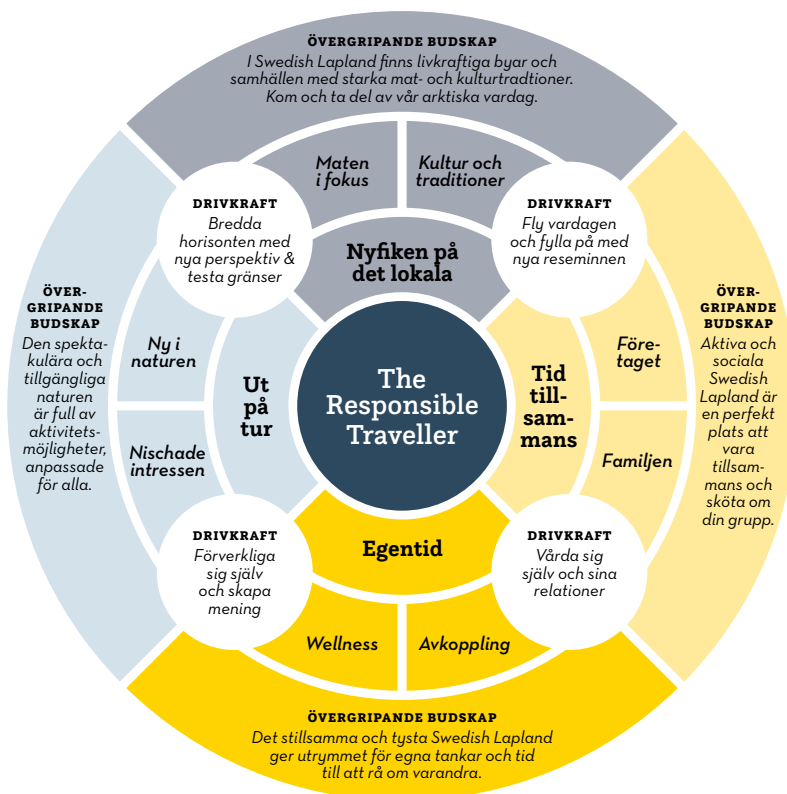 ÖVERGRIPANDE BUDSKAP
I Swedish Lapland finns livkraftiga byar och
samhällen med starka mat- och kulturtradtioner.
Kom och ta del av vår arktiska vardag.
Maten
i fokus
Kultur och
traditioner
DRIVKRAFT
Bredda
horisonten med
nya perspektiv &
testa gränser
DRIVKRAFT
Fly vardagen
och fylla på med
nya reseminnen
Nyfiken på
det lokala
ÖVER-
GRIPANDE
BUDSKAP
Den spekta-
kulära och
tillgängliga
naturen
är full av
aktivitets-
möjligheter,
anpassade
för alla.
Ny i
naturen
Nischade
intressen
Ut
på
tur
The
Responsible
Traveller
Tid
till-
sam-
mans
Före-
taget
Familjen
ÖVER-
GRIPANDE
BUDSKAP
Aktiva och
sociala
Swedish
Lapland är
en perfekt
plats att
vara
tillsam-
mans och
sköta om
din grupp.
DRIVKRAFT
Förverkliga
sig själv
och skapa
mening
Egentid
DRIVKRAFT
Vårda sig
själv och sina
relationer
Wellness
Avkoppling
ÖVERGRIPANDE BUDSKAP
Det stillsamma och tysta Swedish Lapland
ger utrymmet för egna tankar och tid
till att rå om varandra.